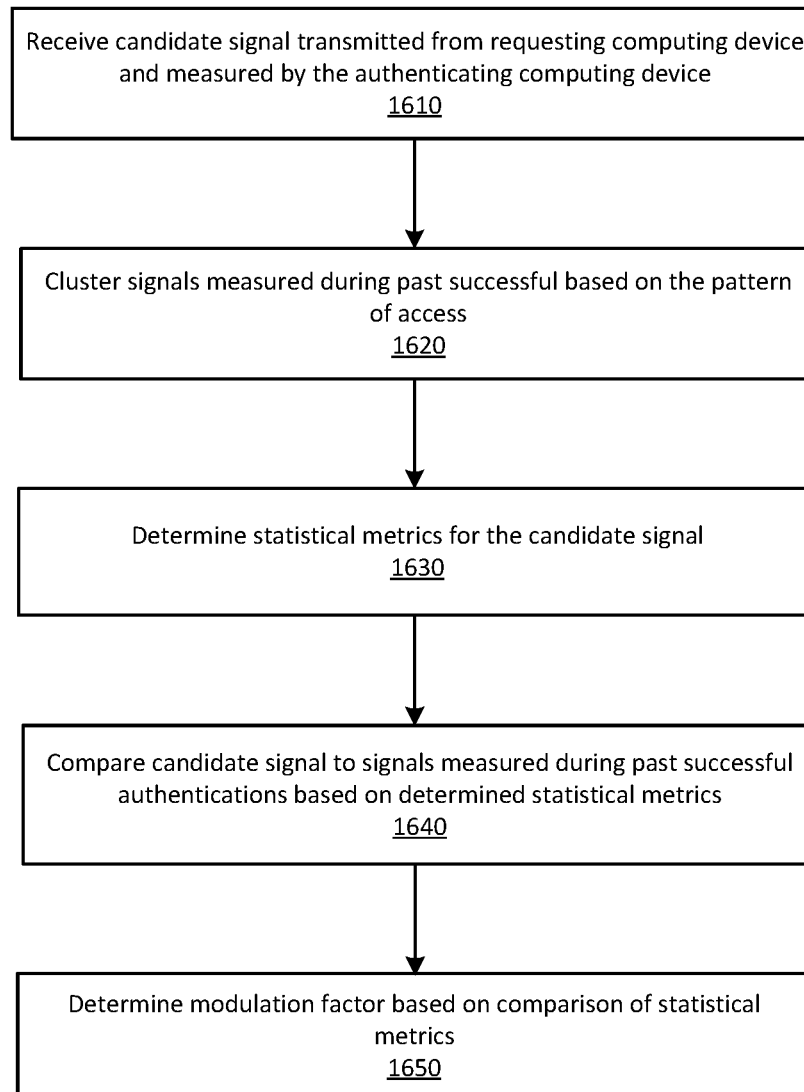 Receive candidate signal transmitted from requesting computing device
and measured by the authenticating computing device
1610
Cluster signals measured during past successful based on the pattern
of access
1620
Determine statistical metrics for the candidate signal
1630
Compare candidate signal to signals measured during past successful
authentications based on determined statistical metrics
1640
Determine modulation factor based on comparison of statistical
metrics
1650